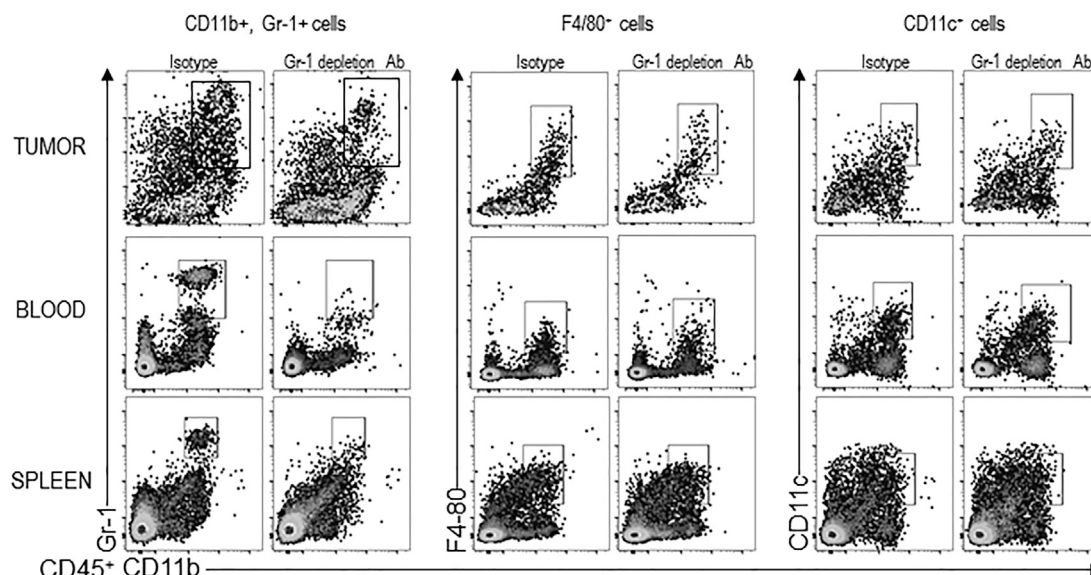 CD11b+, Gr-1+ cells F4/80⁺ cells CD11c⁺ cells
Isotype Gr-1 depletion Ab Isotype Gr-1 depletion Ab Isotype Gr-1 depletion Ab
TUMOR
BLOOD
SPLEEN
Gr-1 F4-80 CD11c
CD45⁺ CD11b